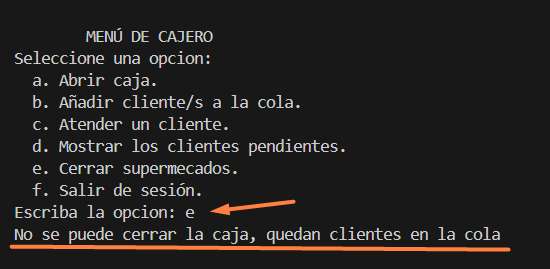 MENÚ DE CAJERO
Seleccione una opcion:
a. Abrir caja.
b. Añadir cliente/s a la cola.
c. Atender un cliente.
d. Mostrar los clientes pendientes.
e. Cerrar supermecados.
f. Salir de sesión.
Escriba la opcion: e
No se puede cerrar la caja, quedan clientes en la cola